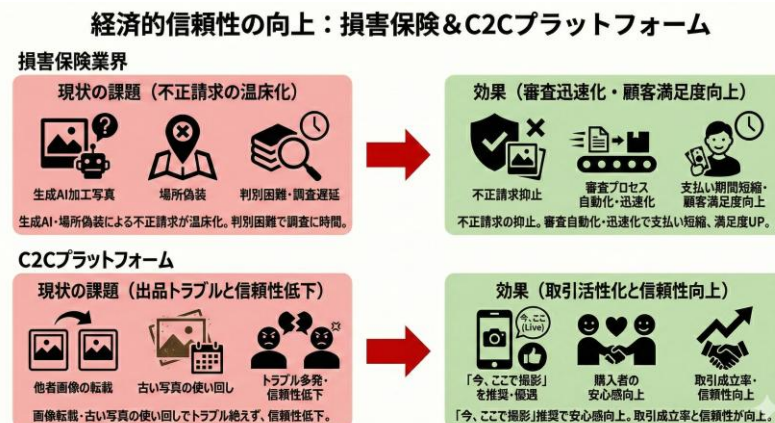 経済的信頼性の向上：損害保険＆C2Cプラットフォーム
損害保険業界
現状の課題（不正請求の温床化）
生成AI加工写真
場所偽装
判別困難・調査遅延
生成AI・場所偽装による不正請求が温床化。判別困難で調査に時間。
効果（審査迅速化・顧客満足度向上）
不正請求抑止
審査プロセス
自動化・迅速化
支払い期間短縮・
顧客満足度向上
不正請求の抑止。審査自動化・迅速化で支払い短縮、満足度UP。
C2Cプラットフォーム
現状の課題（出品トラブルと信頼性低下）
他者画像の転載
古い写真の使い回し
トラブル多発・
信頼性低下
画像転載・古い写真の使い回しでトラブル絶えず、信頼性低下。
効果（取引活性化と信頼性向上）
今、ここ
(Live)
「今、ここで撮影」
を推奨・優遇
購入者の
安心感向上
取引成立率・
信頼性向上
「今、ここで撮影」推奨で安心感向上。取引成立率と信頼性が向上。